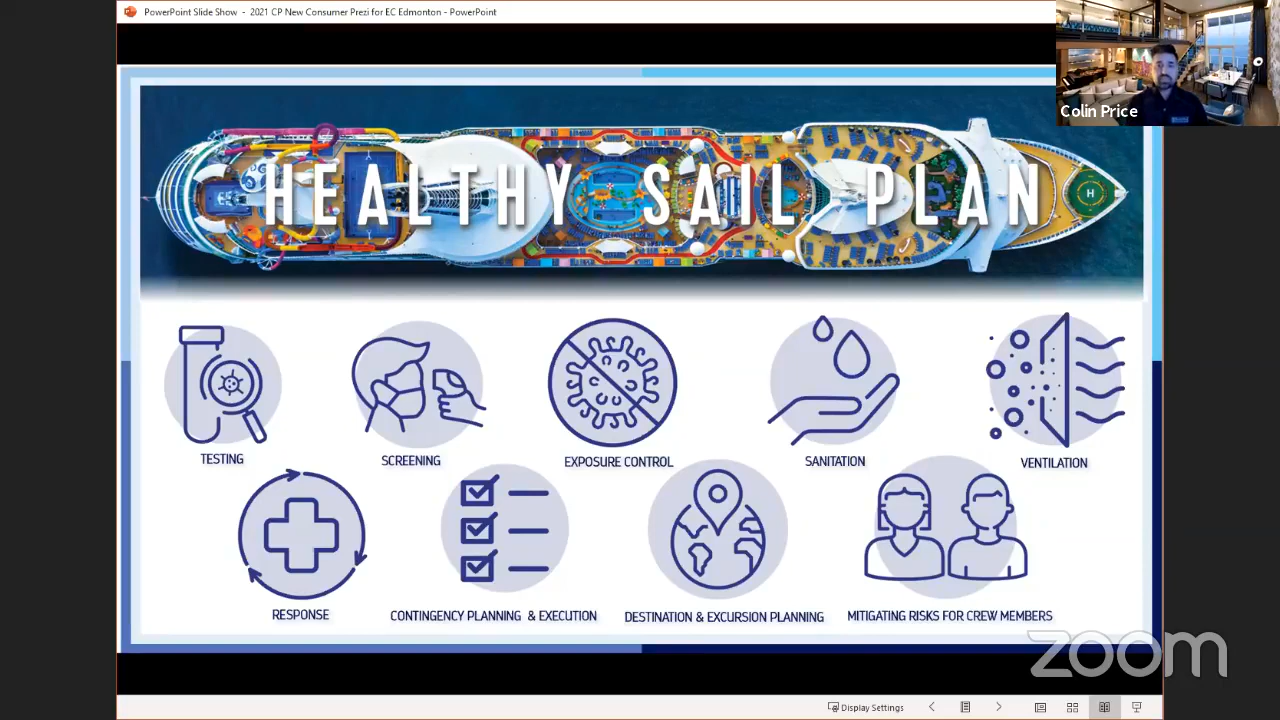 PowerPoint Slide Show - 2021 CP New Consumer Prezi for EC Edmonton - PowerPoint
Colin Price
HEALTHY SAIL PLAN
H
TESTING
SCREENING
EXPOSURE CONTROL
SANITATION
VENTILATION
RESPONSE
CONTINGENCY PLANNING & EXECUTION
DESTINATION & EXCURSION PLANNING
MITIGATING RISKS FOR CREW MEMBERS
zoom
Display Settings